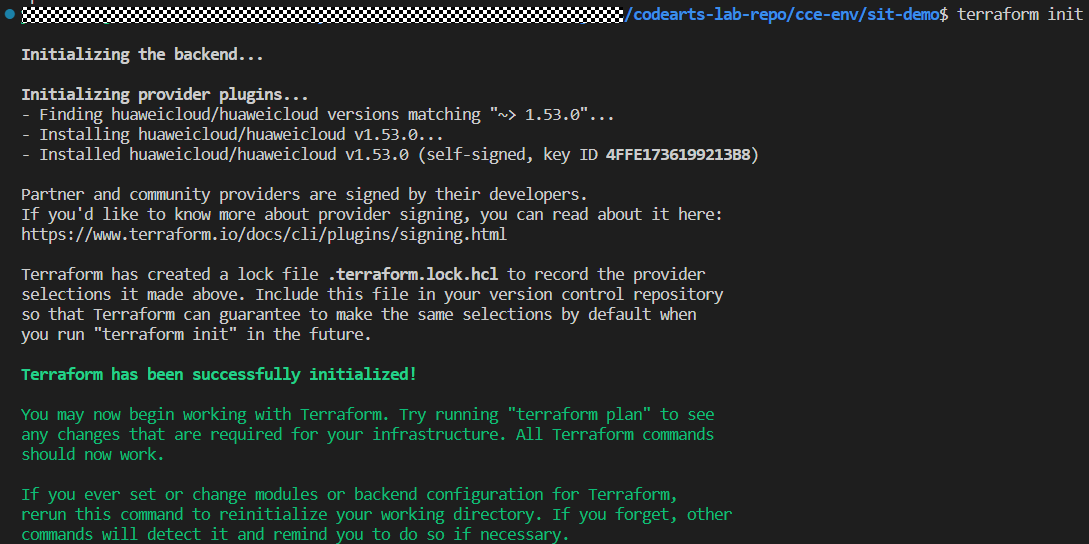 /codearts-lab-repo/cce-env/sit-demo$ terraform init
Initializing the backend...
Initializing provider plugins...
- Finding huaweicloud/huaweicloud versions matching "~> 1.53.0"...
- Installing huaweicloud/huaweicloud v1.53.0...
- Installed huaweicloud/huaweicloud v1.53.0 (self-signed, key ID 4FFE1736199213B8)
Partner and community providers are signed by their developers.
If you'd like to know more about provider signing, you can read about it here:
https://www.terraform.io/docs/cli/plugins/signing.html
Terraform has created a lock file .terraform.lock.hcl to record the provider
selections it made above. Include this file in your version control repository
so that Terraform can guarantee to make the same selections by default when
you run "terraform init" in the future.
Terraform has been successfully initialized!
You may now begin working with Terraform. Try running "terraform plan" to see
any changes that are required for your infrastructure. All Terraform commands
should now work.
If you ever set or change modules or backend configuration for Terraform,
rerun this command to reinitialize your working directory. If you forget, other
commands will detect it and remind you to do so if necessary.